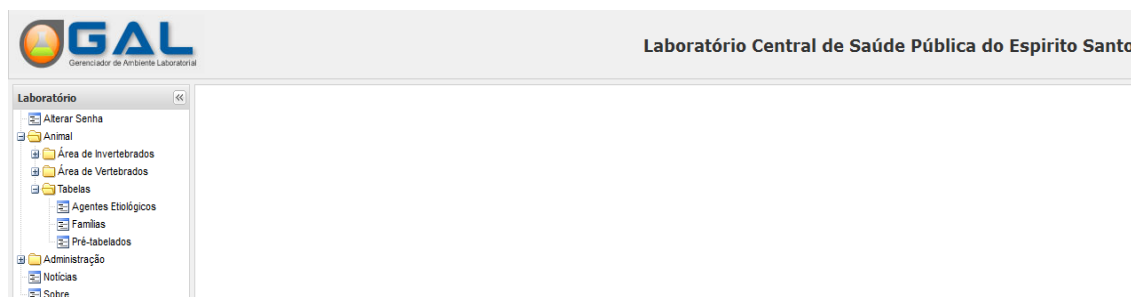 GAL
Gerenciador de Ambiente Laboratorial
Laboratório Central de Saúde Pública do Espirito Santo
Laboratório
Alterar Senha
Animal
Área de Invertebrados
Área de Vertebrados
Tabelas
Agentes Etiológicos
Famílias
Pré-tabelados
Administração
Notícias
Sobre